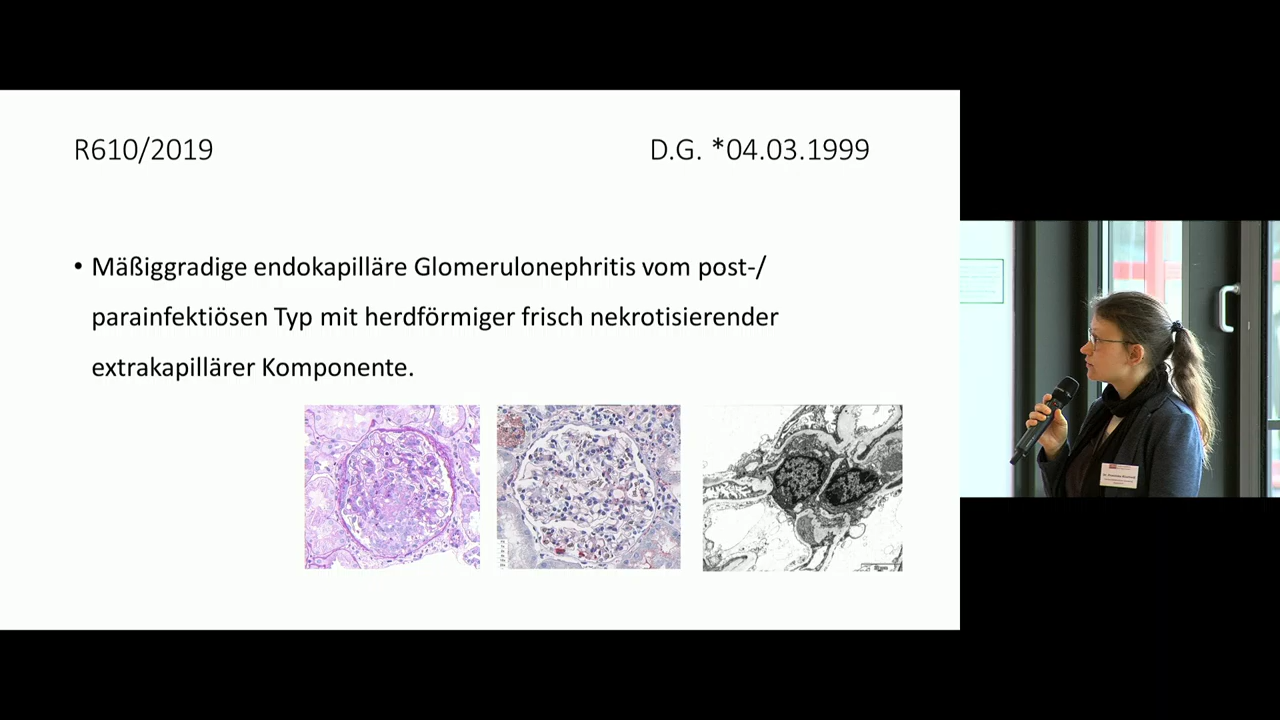 R610/2019
D.G. *04.03.1999
• Mäßiggradige endokapilläre Glomerulonephritis vom post-/
parainfektiösen Typ mit herdförmiger frisch nekrotisierender
extrakapillärer Komponente.